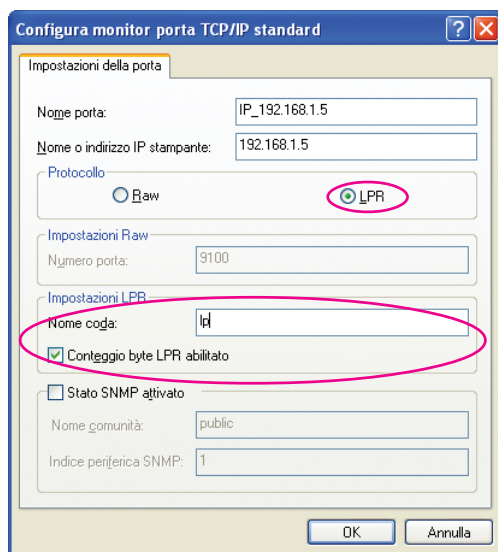 Configura monitor porta TCP/IP standard
Impostazioni della porta
Nome porta: IP_192.168.1.5
Nome o indirizzo IP stampante: 192.168.1.5
Protocollo
Raw LPR
Impostazioni Raw
Numero porta: 9100
Impostazioni LPR
Nome coda: lp
Conteggio byte LPR abilitato
Stato SNMP attivato
Nome comunità: public
Indice periferica SNMP: 1
OK Annulla